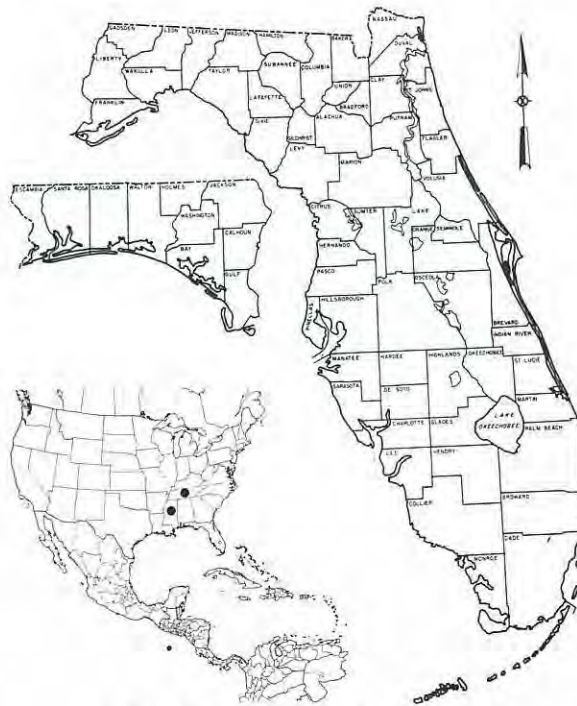 NASSAU
GADSDEN
LEON
JEFFERSON
MADISON
HAMILTON
BAKER
DUVAL
LIBERTY
WAKULLA
TAYLOR
SUWANNEE
COLUMBIA
UNION
CLAY
ST JOHNS
FRANKLIN
LAFAYETTE
BRADFORD
PUTNAM
DIXIE
GILCHRIST
ALACHUA
FLAGLER
LEVY
MARION
VOLUSIA
ESCAMBIA
SANTA ROSA
OKALOOSA
WALTON
HOLMES
JACKSON
WASHINGTON
BAY
CALHOUN
GULF
CITRUS
SUMTER
LAKE
ORANGE
SEMINOLE
HERNANDO
PASCO
POLK
OSCEOLA
PINELLAS
HILLSBOROUGH
BREVARD
INDIAN RIVER
MANATEE
HARDEE
HIGHLANDS
OKEECHOBEE
ST LUCIE
SARASOTA
DE SOTO
MARTIN
CHARLOTTE
GLADES
LAKE
OKEECHOBEE
PALM BEACH
LEE
HENDRY
COLLIER
BROWARD
DADE
MONROE